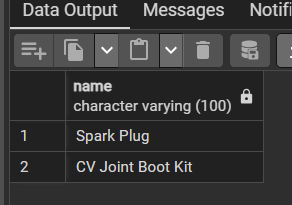 Data Output Messages Notifi
name
character varying (100)
1 Spark Plug
2 CV Joint Boot Kit